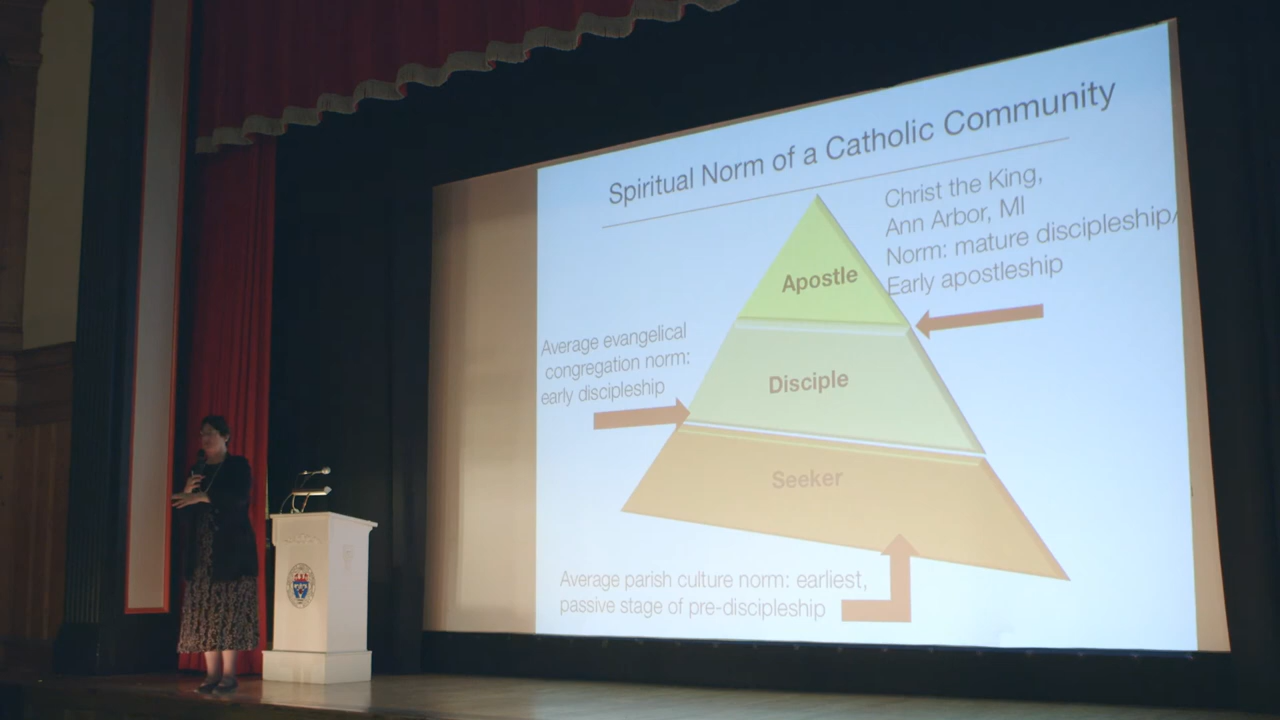 Spiritual Norm of a Catholic Community
Christ the King,
Ann Arbor, MI
Norm: mature discipleship/
Early apostleship
Apostle
Average evangelical
congregation norm:
early discipleship
Disciple
Seeker
Average parish culture norm: earliest,
passive stage of pre-discipleship